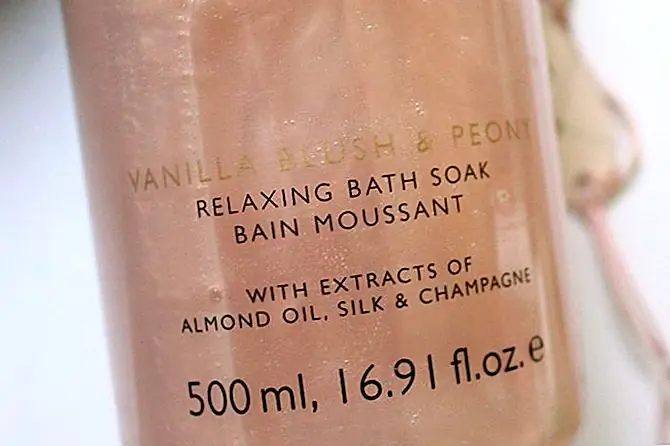 VANILLA BLUSH & PEONY
RELAXING BATH SOAK
BAIN MOUSSANT
WITH EXTRACTS OF
ALMOND OIL, SILK & CHAMPAGNE
500 ml, 16.91 fl.oz. e